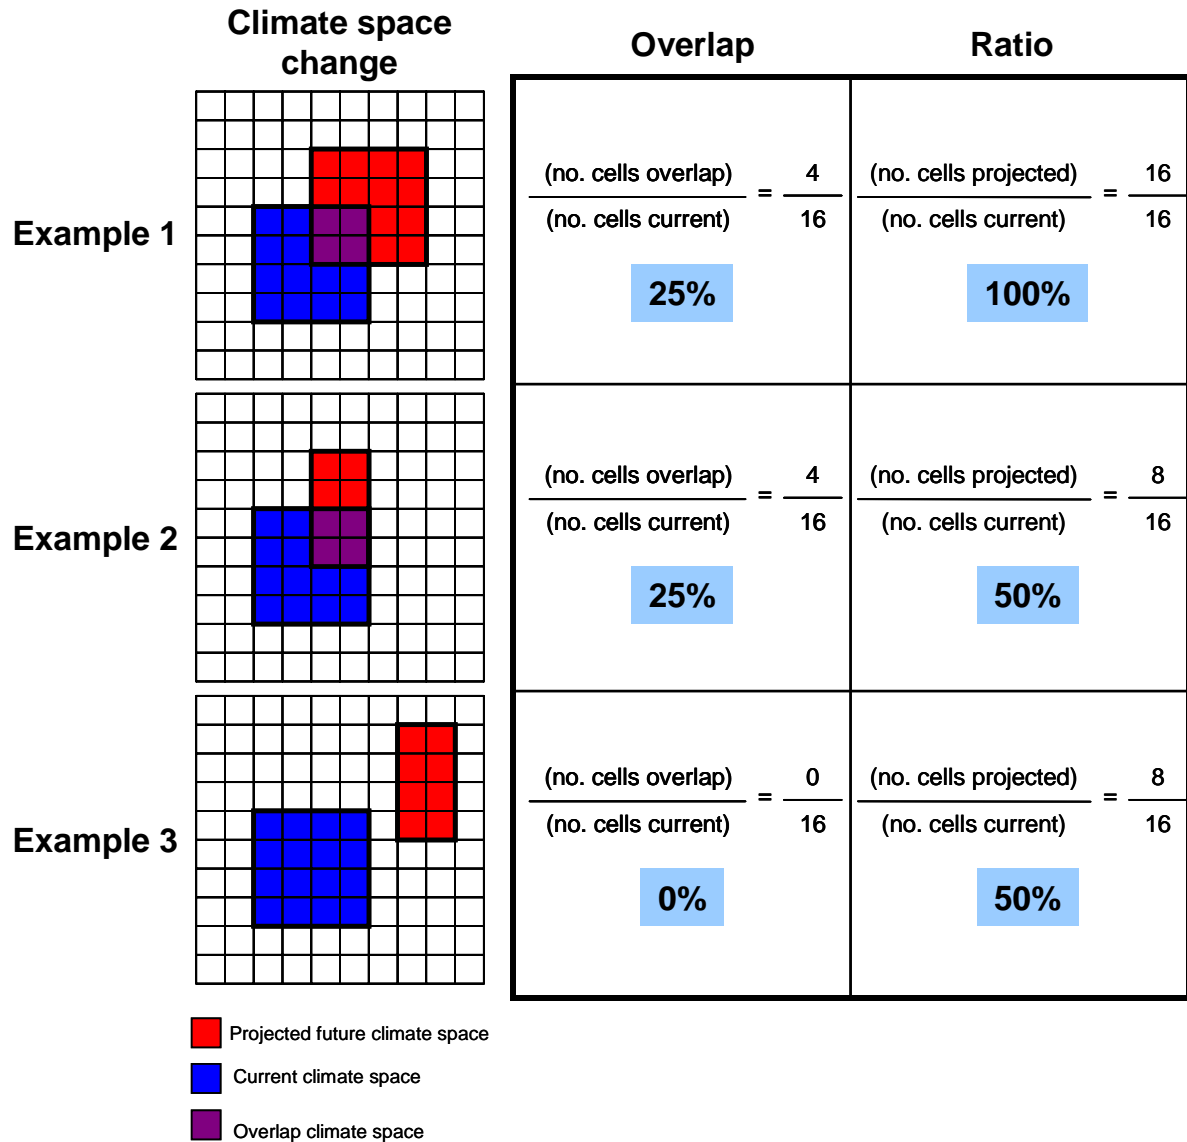 Climate space
change
Overlap
Ratio
Example 1
(no. cells overlap)
(no. cells current)
=
4
16
25%
(no. cells projected)
(no. cells current)
=
16
16
100%
Example 2
(no. cells overlap)
(no. cells current)
=
4
16
25%
(no. cells projected)
(no. cells current)
=
8
16
50%
Example 3
(no. cells overlap)
(no. cells current)
=
0
16
0%
(no. cells projected)
(no. cells current)
=
8
16
50%
Projected future climate space
Current climate space
Overlap climate space